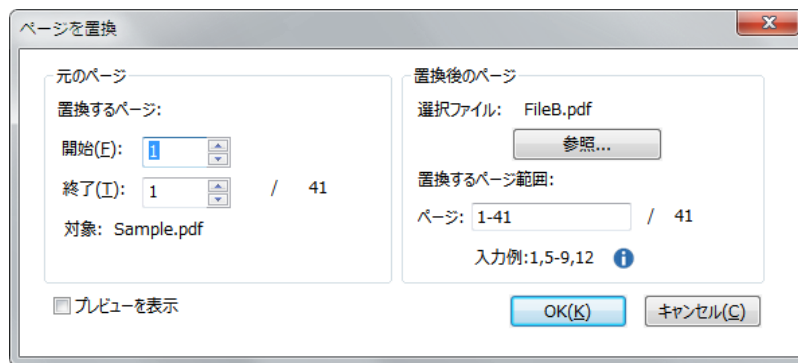 ページを置換
元のページ
置換するページ:
開始(F): 1
終了(T): 1 / 41
対象: Sample.pdf
置換後のページ
選択ファイル: FileB.pdf
参照...
置換するページ範囲:
ページ: 1-41 / 41
入力例:1,5-9,12
プレビューを表示
OK(K)
キャンセル(C)